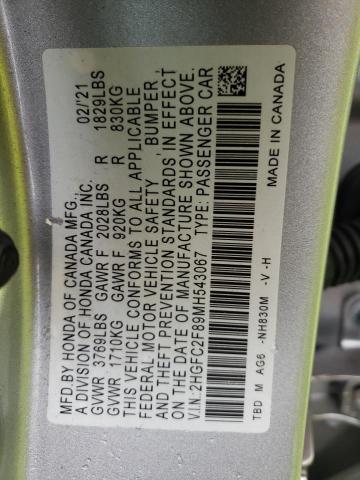 MFD.BY HONDA OF CANADA MFG., 02/'21
A DIVISION OF HONDA CANADA INC.
GVWR 3769LBS GAWR F 2028LBS R 1829LBS
GVWR 1710KG GAWR F 920KG R 830KG
THIS VEHICLE CONFORMS TO ALL APPLICABLE
FEDERAL MOTOR VEHICLE SAFETY , BUMPER ,
AND THEFT PREVENTION STANDARDS IN EFFECT
ON THE DATE OF MANUFACTURE SHOWN ABOVE.
V.I.N: 2HGFC2F89MH543067 TYPE: PASSENGER CAR
TBD M AG6 -NH830M -V -H MADE IN CANADA